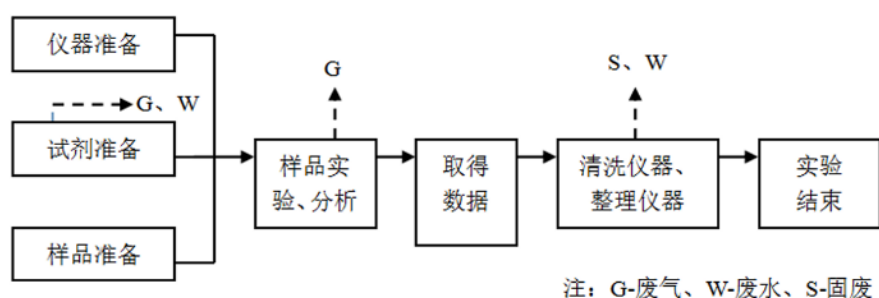 仪器准备
G、W
试剂准备
样品准备
G
样品实
验、分析
取得
数据
S、W
清洗仪器、
整理仪器
实验
结束
注：G-废气、W-废水、S-固废